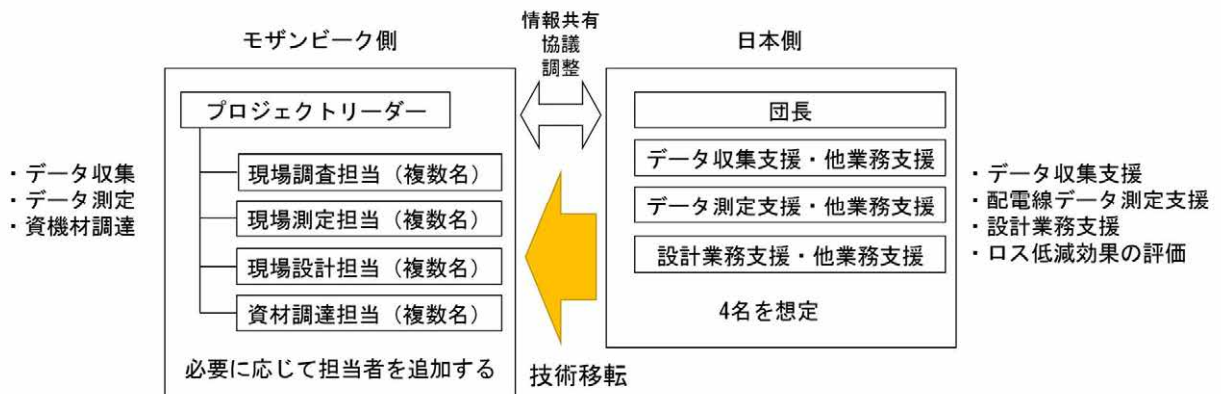 モザンビーク側
プロジェクトリーダー
現場調査担当（複数名）
現場測定担当（複数名）
現場設計担当（複数名）
資材調達担当（複数名）
必要に応じて担当者を追加する
・データ収集
・データ測定
・資機材調達
情報共有
協議
調整
技術移転
日本側
団長
データ収集支援・他業務支援
データ測定支援・他業務支援
設計業務支援・他業務支援
4名を想定
・データ収集支援
・配電線データ測定支援
・設計業務支援
・ロス低減効果の評価